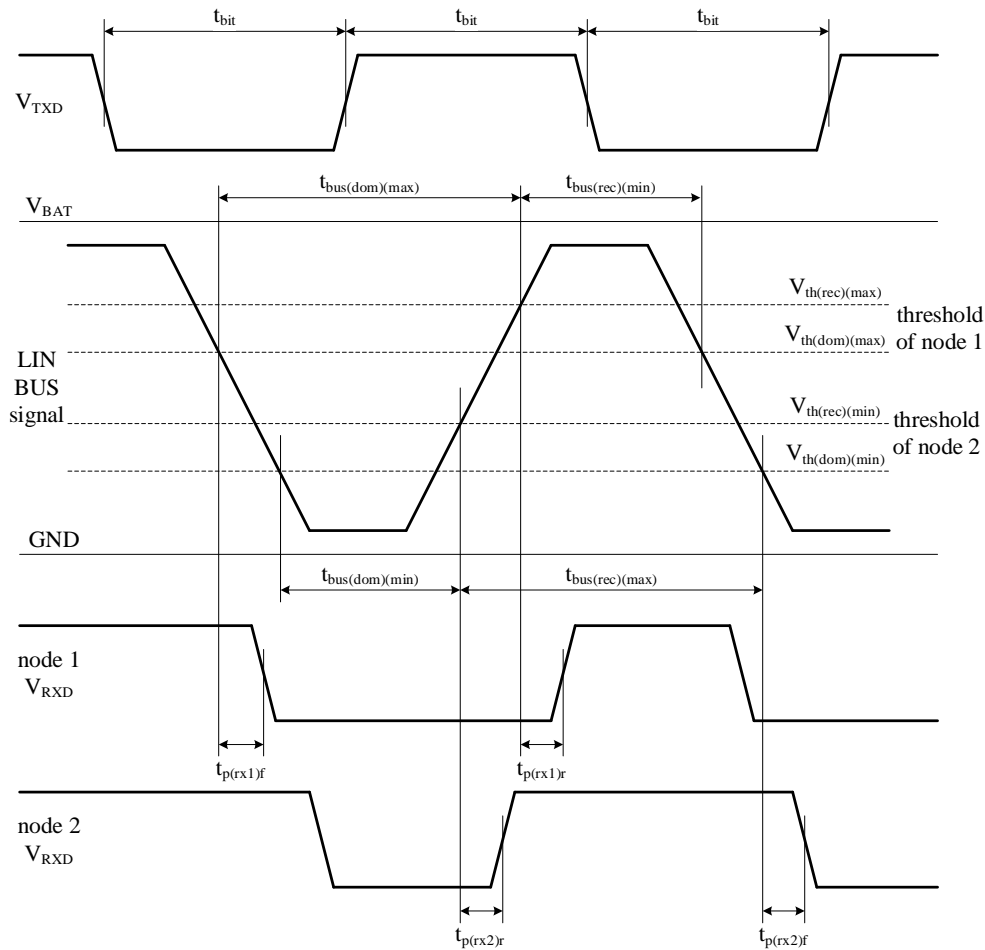 t_bit
t_bit
t_bit
V_TXD
t_bus(dom)(max)
t_bus(rec)(min)
V_BAT
V_th(rec)(max)
threshold
of node 1
V_th(dom)(max)
LIN
BUS
signal
V_th(rec)(min)
threshold
of node 2
V_th(dom)(min)
GND
t_bus(dom)(min)
t_bus(rec)(max)
node 1
V_RXD
t_p(rx1)f
t_p(rx1)r
node 2
V_RXD
t_p(rx2)r
t_p(rx2)f